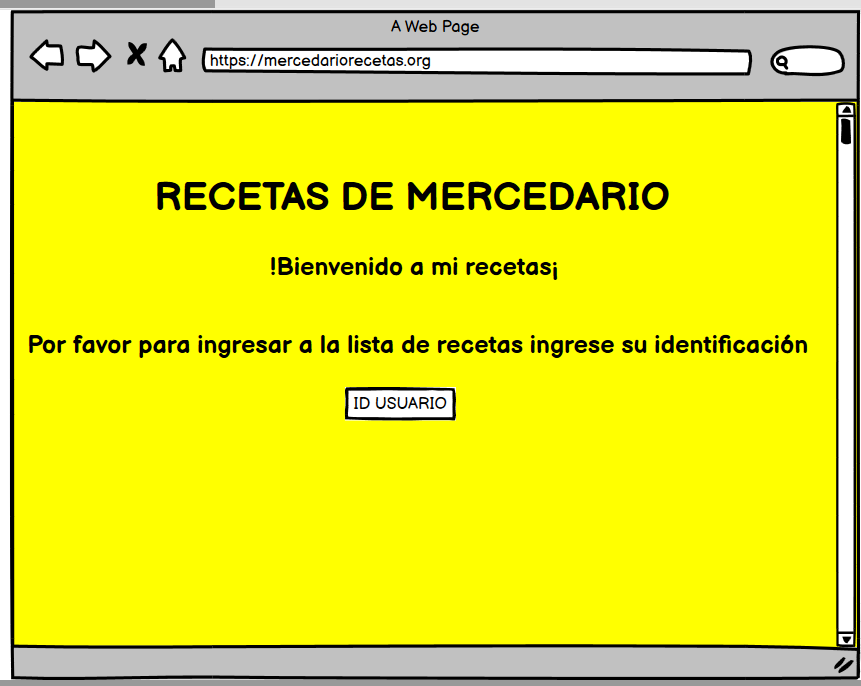 A Web Page
https://mercedariorecetas.org
RECETAS DE MERCEDARIO
!Bienvenido a mi recetas¡
Por favor para ingresar a la lista de recetas ingrese su identificación
ID USUARIO